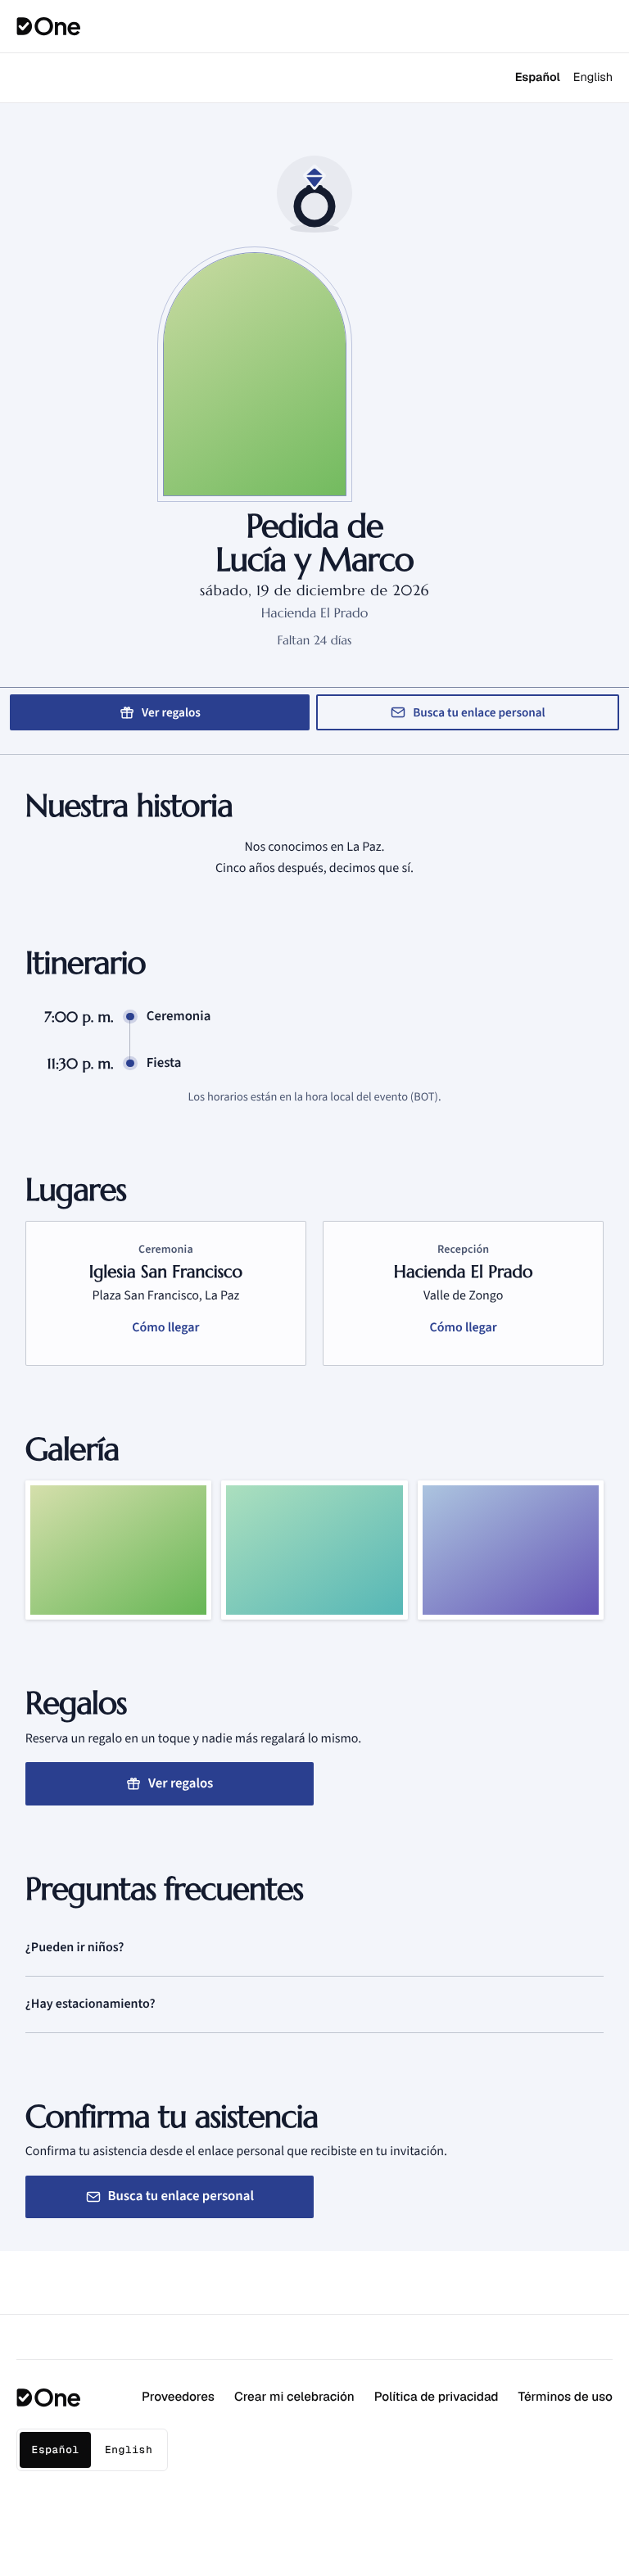 One
Español English
Pedida de
Lucía y Marco
sábado, 19 de diciembre de 2026
Hacienda El Prado
Faltan 24 días
Ver regalos
Busca tu enlace personal
Nuestra historia
Nos conocimos en La Paz.
Cinco años después, decimos que sí.
Itinerario
7:00 p. m. Ceremonia
11:30 p. m. Fiesta
Los horarios están en la hora local del evento (BOT).
Lugares
Ceremonia
Iglesia San Francisco
Plaza San Francisco, La Paz
Cómo llegar
Recepción
Hacienda El Prado
Valle de Zongo
Cómo llegar
Galería
Regalos
Reserva un regalo en un toque y nadie más regalará lo mismo.
Ver regalos
Preguntas frecuentes
¿Pueden ir niños?
¿Hay estacionamiento?
Confirma tu asistencia
Confirma tu asistencia desde el enlace personal que recibiste en tu invitación.
Busca tu enlace personal
One
Proveedores Crear mi celebración Política de privacidad Términos de uso
Español English